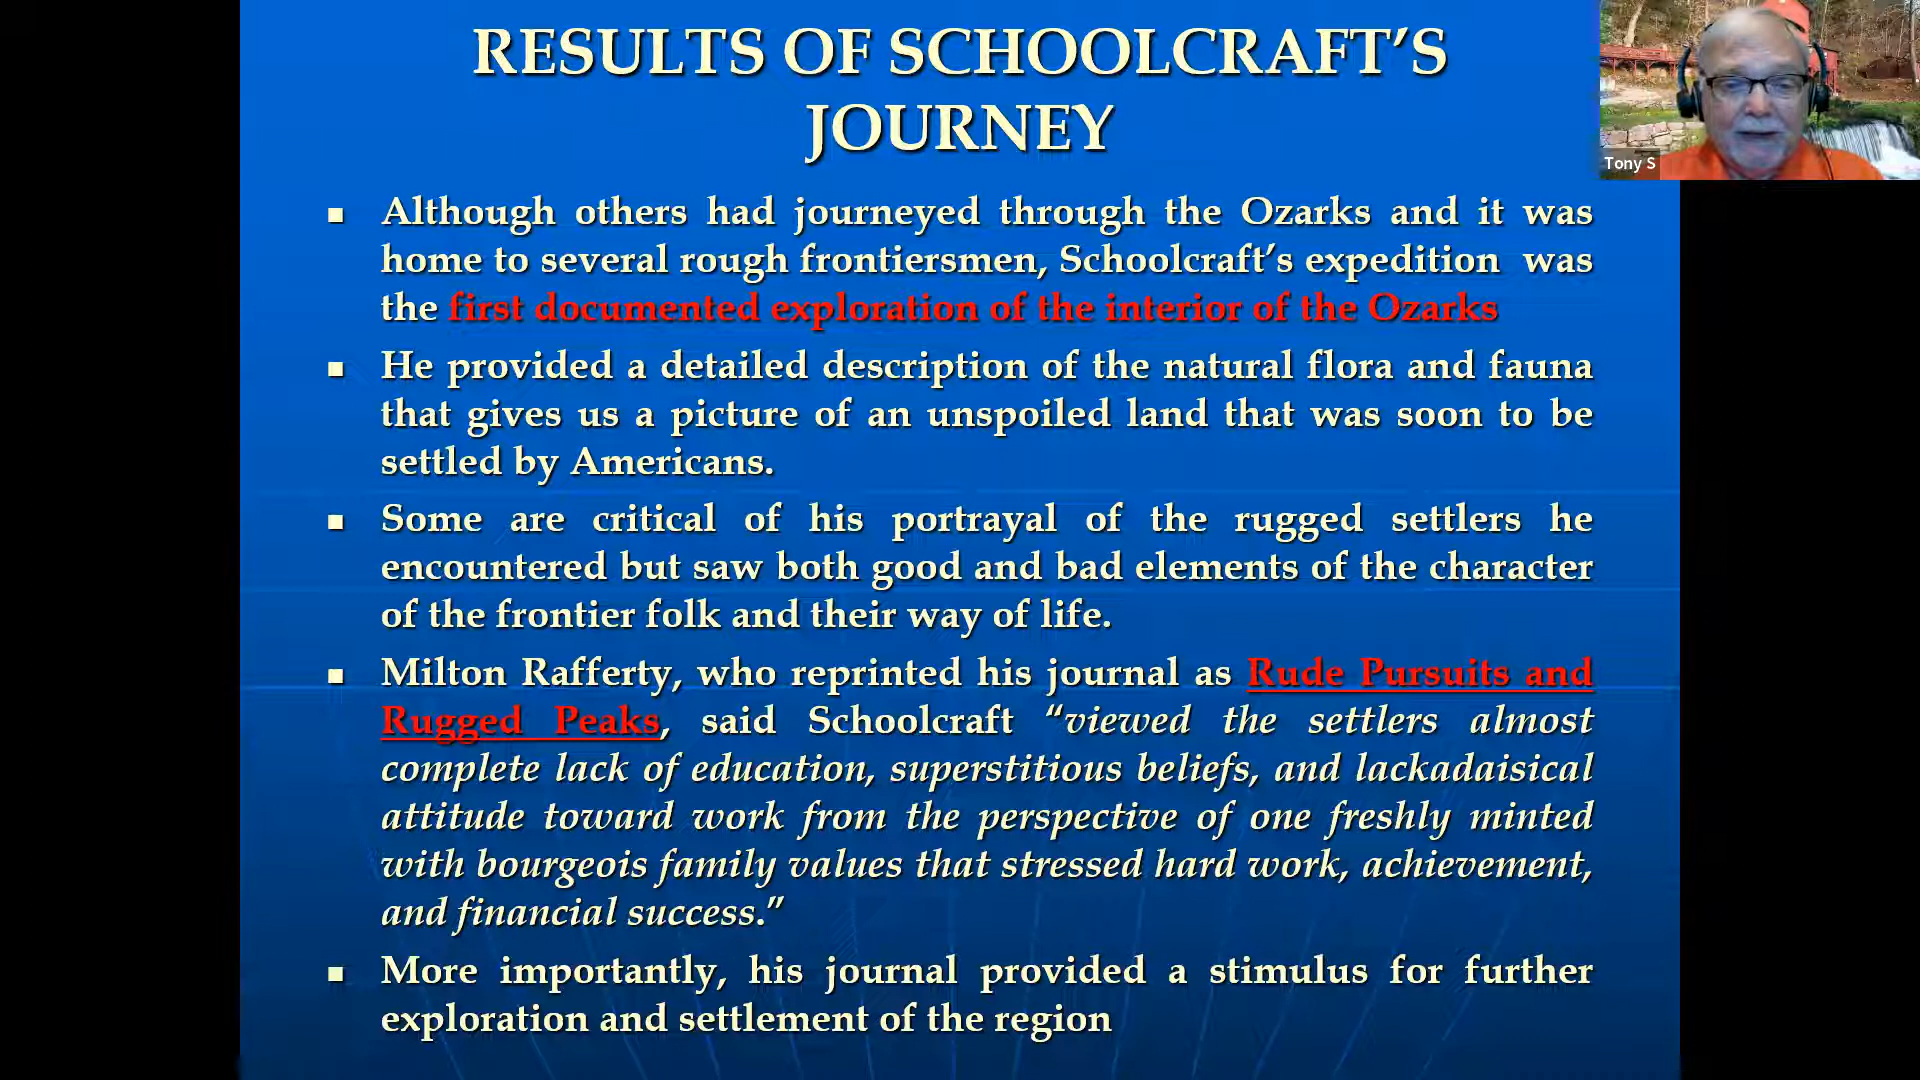 RESULTS OF SCHOOLCRAFT’S
JOURNEY
Tony S
Although others had journeyed through the Ozarks and it was
home to several rough frontiersmen, Schoolcraft’s expedition was
the first documented exploration of the interior of the Ozarks
He provided a detailed description of the natural flora and fauna
that gives us a picture of an unspoiled land that was soon to be
settled by Americans.
Some are critical of his portrayal of the rugged settlers he
encountered but saw both good and bad elements of the character
of the frontier folk and their way of life.
Milton Rafferty, who reprinted his journal as Rude Pursuits and
Rugged Peaks, said Schoolcraft “viewed the settlers almost
complete lack of education, superstitious beliefs, and lackadaisical
attitude toward work from the perspective of one freshly minted
with bourgeois family values that stressed hard work, achievement,
and financial success.”
More importantly, his journal provided a stimulus for further
exploration and settlement of the region